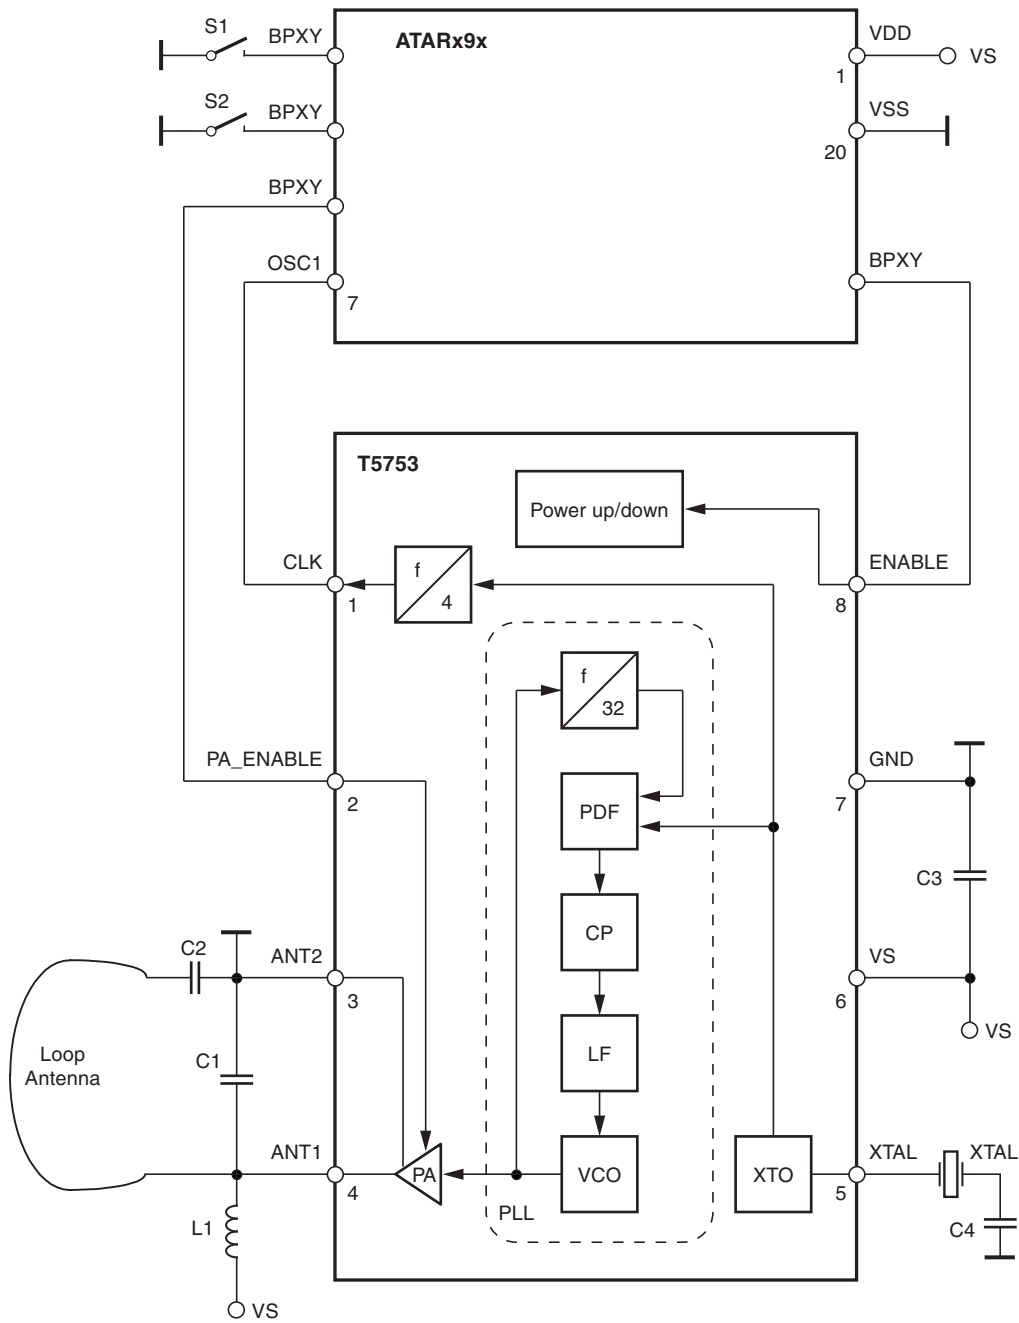 S1
BPXY
ATARx9x
VDD
VS
1
S2
BPXY
VSS
20
BPXY
OSC1
7
BPXY
T5753
Power up/down
CLK
1
f
4
ENABLE
8
f
32
PA_ENABLE
2
GND
7
PDF
C3
CP
C2
ANT2
3
VS
6
VS
Loop
Antenna
C1
LF
ANT1
4
PA
VCO
XTO
XTAL
5
XTAL
PLL
L1
C4
VS